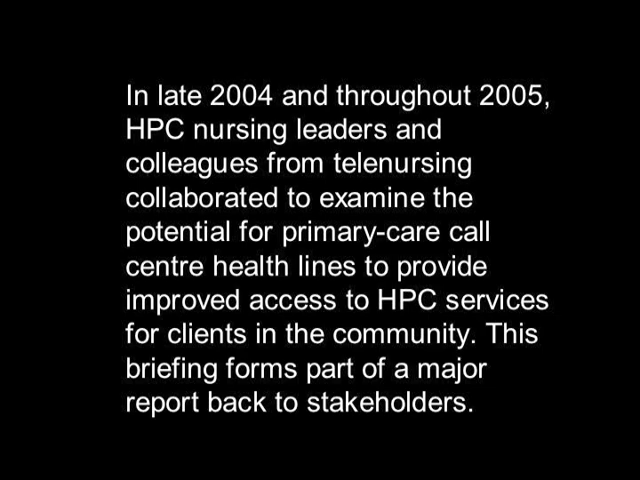 In late 2004 and throughout 2005,
HPC nursing leaders and
colleagues from telenursing
collaborated to examine the
potential for primary-care call
centre health lines to provide
improved access to HPC services
for clients in the community. This
briefing forms part of a major
report back to stakeholders.